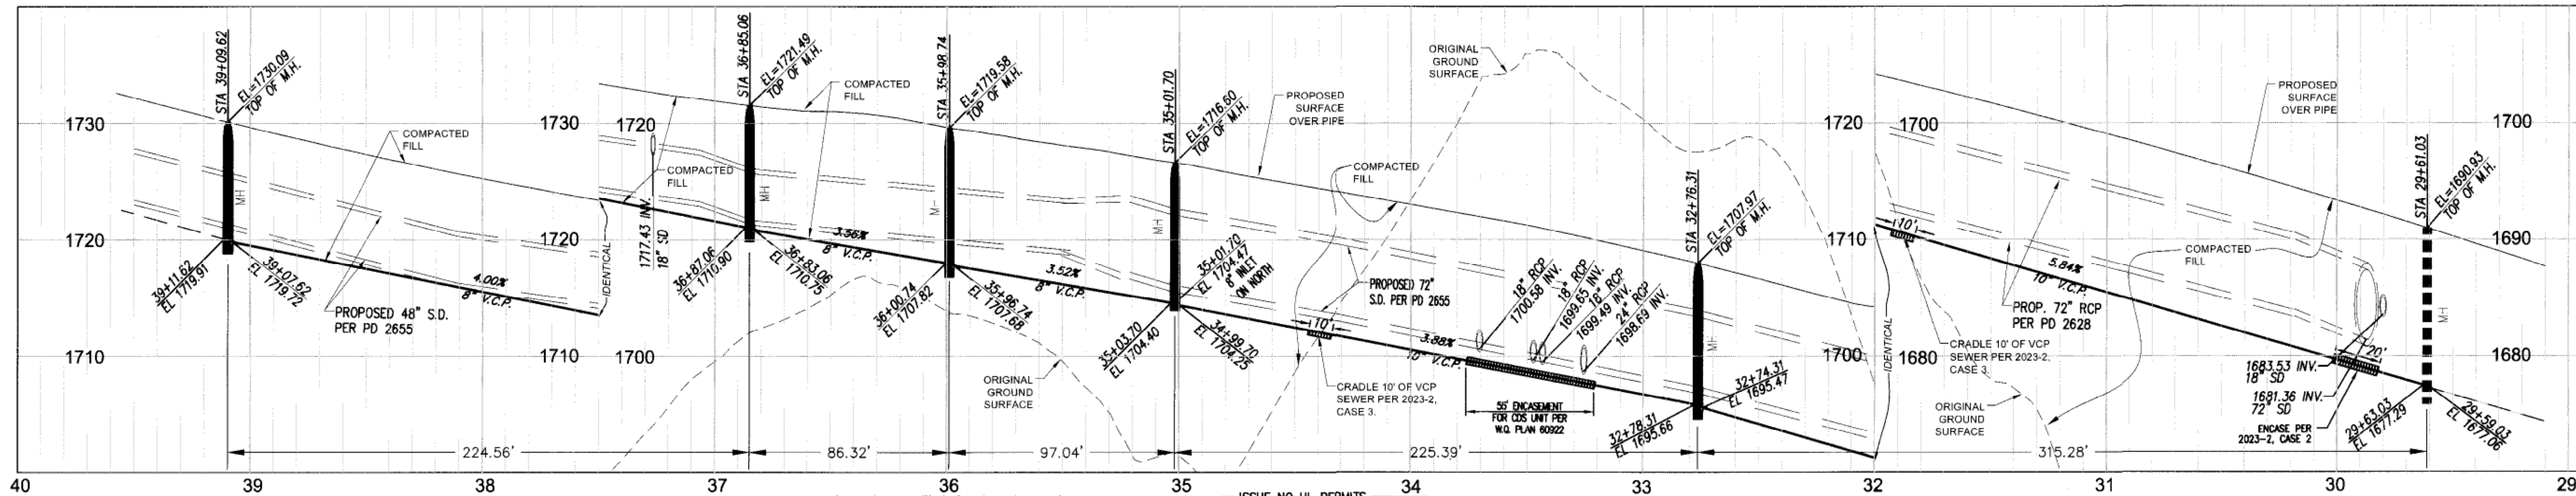 STA 39+09.62
EL=1730.09
TOP OF M.H.
COMPACTED
FILL
MH
39+11.62
EL 1719.91
39+07.62
EL 1719.72
4.00%
8" V.C.P.
PROPOSED 48" S.D.
PER PD 2655
IDENTICAL
1730
1720
1710
1730
1720
1710
1720
1700
COMPACTED
FILL
1717.43 INV.
18" SD
STA 36+85.06
EL=1721.49
TOP OF M.H.
COMPACTED
FILL
MH
36+87.06
EL 1710.90
36+83.06
EL 1710.75
3.56%
8" V.C.P.
STA 35+98.74
EL=1719.58
TOP OF M.H.
36+00.74
EL 1707.82
35+96.74
EL 1707.68
3.52%
8" V.C.P.
ORIGINAL
GROUND
SURFACE
STA 35+01.70
EL=1716.60
TOP OF M.H.
MH
35+01.70
EL 1704.47
8" INLET
ON NORTH
35+03.70
EL 1704.40
34+99.70
EL 1704.25
PROPOSED
SURFACE
OVER PIPE
ORIGINAL
GROUND
SURFACE
COMPACTED
FILL
PROPOSED 72"
S.D. PER PD 2655
10'
3.88%
10" V.C.P.
CRADLE 10' OF VCP
SEWER PER 2023-2,
CASE 3.
18" RCP
1700.58 INV.
18" RCP
1699.65 INV.
18" RCP
1699.49 INV.
24" RCP
1698.69 INV.
55' ENCASEMENT
FOR CDS UNIT PER
W.Q. PLAN 60922
STA 32+76.31
EL=1707.97
TOP OF M.H.
MH
32+78.31
EL 1695.66
32+74.31
EL 1695.47
IDENTICAL
1720
1710
1700
1700
1680
10'
CRADLE 10' OF VCP
SEWER PER 2023-2,
CASE 3.
5.84%
10" V.C.P.
PROP. 72" RCP
PER PD 2628
ORIGINAL
GROUND
SURFACE
COMPACTED
FILL
PROPOSED
SURFACE
OVER PIPE
1683.53 INV.
18" SD
1681.36 INV.
72" SD
20'
ENCASE PER
2023-2, CASE 2
STA 29+61.03
EL=1690.93
TOP OF M.H.
MH
29+63.03
EL 1677.29
29+59.03
EL 1677.06
1700
1690
1680
224.56'
86.32'
97.04'
225.39'
315.28'
40 39 38 37 36 35 34 33 32 31 30 29